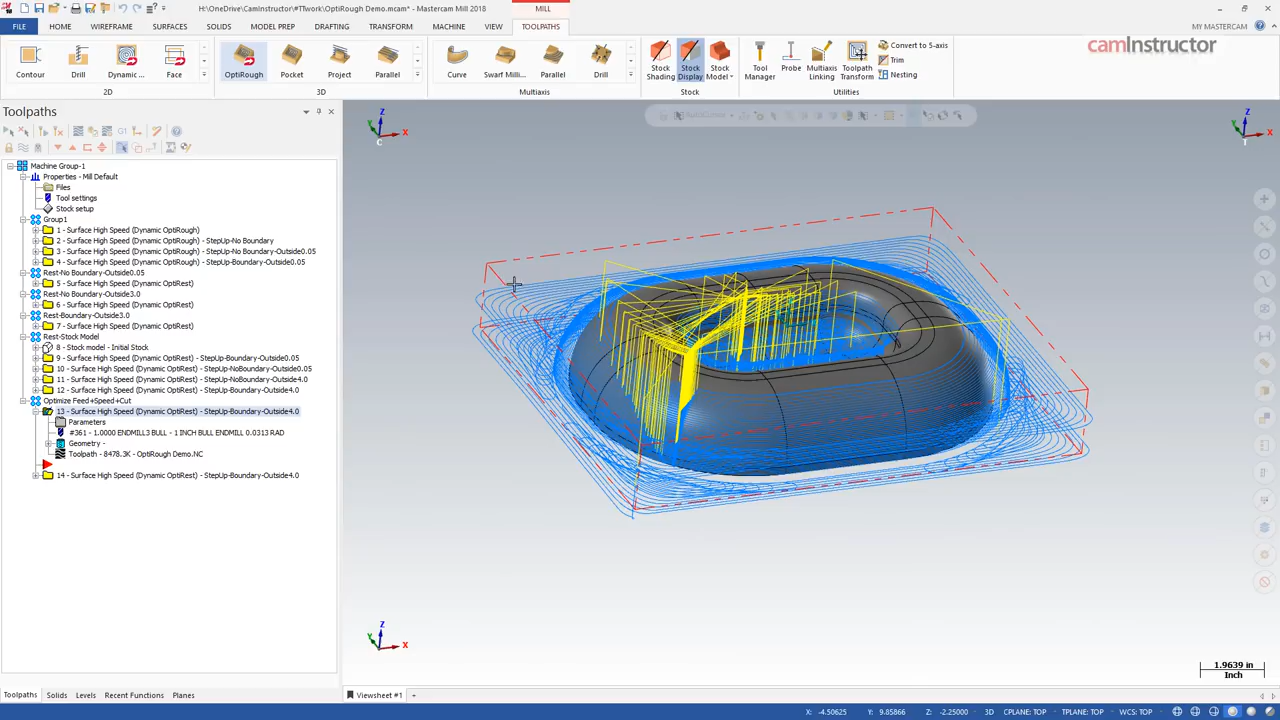 H:\OneDrive\CamInstructor\#TTwork\OptiRough Demo.mcam* - Mastercam Mill 2018
MILL
FILE HOME WIREFRAME SURFACES SOLIDS MODEL PREP DRAFTING TRANSFORM MACHINE VIEW TOOLPATHS MY MASTERCAM
Contour Drill Dynamic ... Face OptiRough Pocket Project Parallel Curve Swarf Milli... Parallel Drill Stock Shading Stock Display Stock Model Tool Manager Probe Multiaxis Linking Toolpath Transform Convert to 5-axis
Trim
Nesting
2D 3D Multiaxis Stock Utilities
camInstructor
Toolpaths
Machine Group-1
Properties - Mill Default
Files
Tool settings
Stock setup
Group1
1 - Surface High Speed (Dynamic OptiRough)
2 - Surface High Speed (Dynamic OptiRough) - StepUp-No Boundary
3 - Surface High Speed (Dynamic OptiRough) - StepUp-No Boundary-Outside0.05
4 - Surface High Speed (Dynamic OptiRough) - StepUp-Boundary-Outside0.05
Rest-No Boundary-Outside0.05
5 - Surface High Speed (Dynamic OptiRest)
Rest-No Boundary-Outside3.0
6 - Surface High Speed (Dynamic OptiRest)
Rest-Boundary-Outside3.0
7 - Surface High Speed (Dynamic OptiRest)
Rest-Stock Model
8 - Stock model - Initial Stock
9 - Surface High Speed (Dynamic OptiRest) - StepUp-Boundary-Outside0.05
10 - Surface High Speed (Dynamic OptiRest) - StepUp-NoBoundary-Outside0.05
11 - Surface High Speed (Dynamic OptiRest) - StepUp-NoBoundary-Outside4.0
12 - Surface High Speed (Dynamic OptiRest) - StepUp-Boundary-Outside4.0
Optimize Feed+Speed+Cut
13 - Surface High Speed (Dynamic OptiRest) - StepUp-Boundary-Outside4.0
Parameters
#361 - 1.0000 ENDMILL3 BULL - 1 INCH BULL ENDMILL 0.0313 RAD
Geometry -
Toolpath - 8478.3K - OptiRough Demo.NC
14 - Surface High Speed (Dynamic OptiRest) - StepUp-Boundary-Outside4.0
Z
Y
X
C
Z
Y
X
T
Z
Y
X
1.9639 in
Inch
Toolpaths Solids Levels Recent Functions Planes Viewsheet #1 +
X: -4.50625 Y: 9.85866 Z: -2.25000 3D CPLANE: TOP TPLANE: TOP WCS: TOP